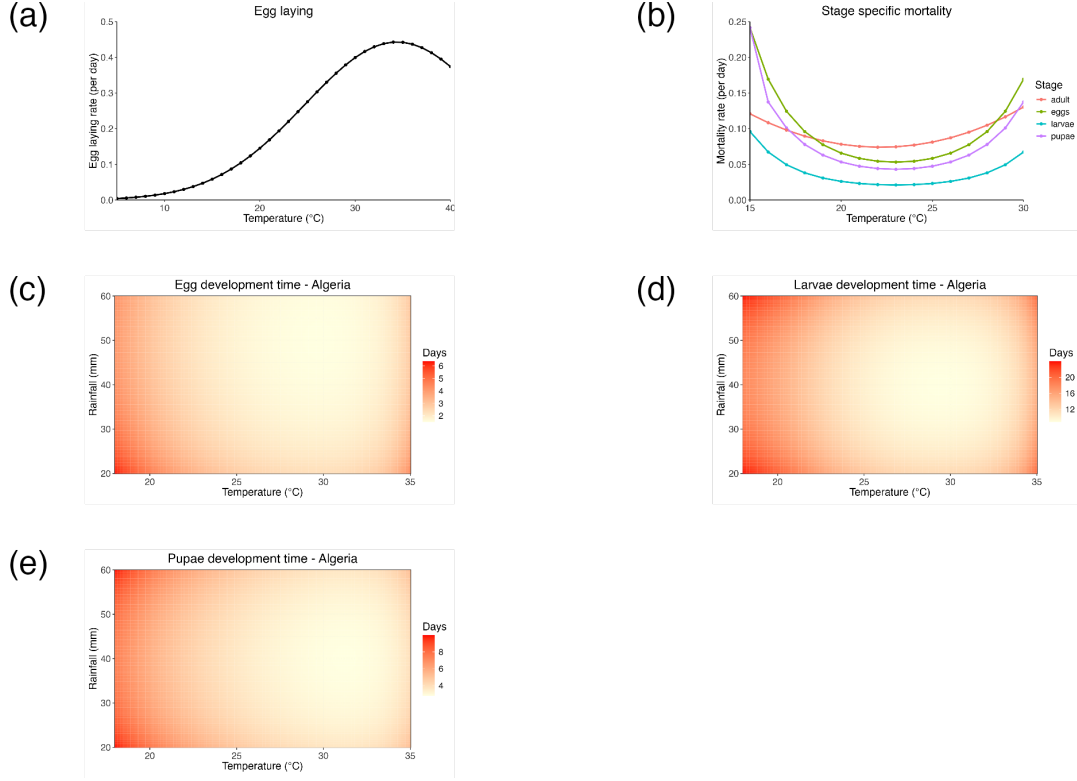 (a)
Egg laying
Egg laying rate (per day)
0.5
0.4
0.3
0.2
0.1
0.0
10 20 30 40
Temperature (°C)
(b)
Stage specific mortality
Mortality rate (per day)
0.25
0.20
0.15
0.10
0.05
0.00
15 20 25 30
Temperature (°C)
Stage
adult
eggs
larvae
pupae
(c)
Egg development time - Algeria
Rainfall (mm)
60
50
40
30
20
20 25 30 35
Temperature (°C)
Days
6
5
4
3
2
(d)
Larvae development time - Algeria
Rainfall (mm)
60
50
40
30
20
20 25 30 35
Temperature (°C)
Days
20
16
12
(e)
Pupae development time - Algeria
Rainfall (mm)
60
50
40
30
20
20 25 30 35
Temperature (°C)
Days
8
6
4